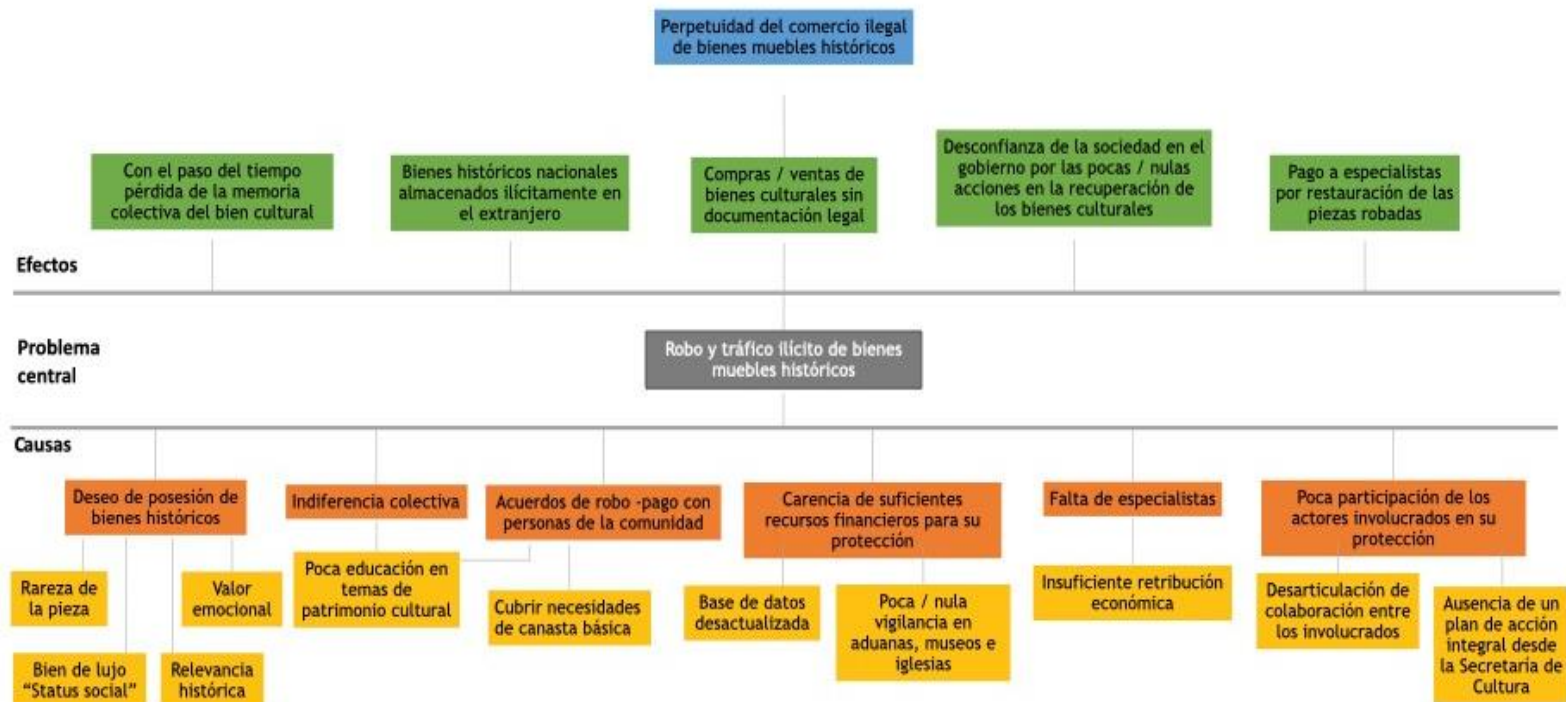 Perpetuidad del comercio ilegal
de bienes muebles históricos
Con el paso del tiempo
pérdida de la memoria
colectiva del bien cultural
Bienes históricos nacionales
almacenados ilícitamente en
el extranjero
Compras / ventas de
bienes culturales sin
documentación legal
Desconfianza de la sociedad en el
gobierno por las pocas / nulas
acciones en la recuperación de
los bienes culturales
Pago a especialistas
por restauración de las
piezas robadas
Efectos
Problema
central
Robo y tráfico ilícito de bienes
muebles históricos
Causas
Deseo de posesión de
bienes históricos
Indiferencia colectiva
Acuerdos de robo -pago con
personas de la comunidad
Carencia de suficientes
recursos financieros para su
protección
Falta de especialistas
Poca participación de los
actores involucrados en su
protección
Rareza de
la pieza
Valor
emocional
Poca educación en
temas de
patrimonio cultural
Cubrir necesidades
de canasta básica
Base de datos
desactualizada
Poca / nula
vigilancia en
aduanas, museos e
iglesias
Insuficiente retribución
económica
Desarticulación de
colaboración entre
los involucrados
Ausencia de un
plan de acción
integral desde
la Secretaría de
Cultura
Bien de lujo
“Status social”
Relevancia
histórica